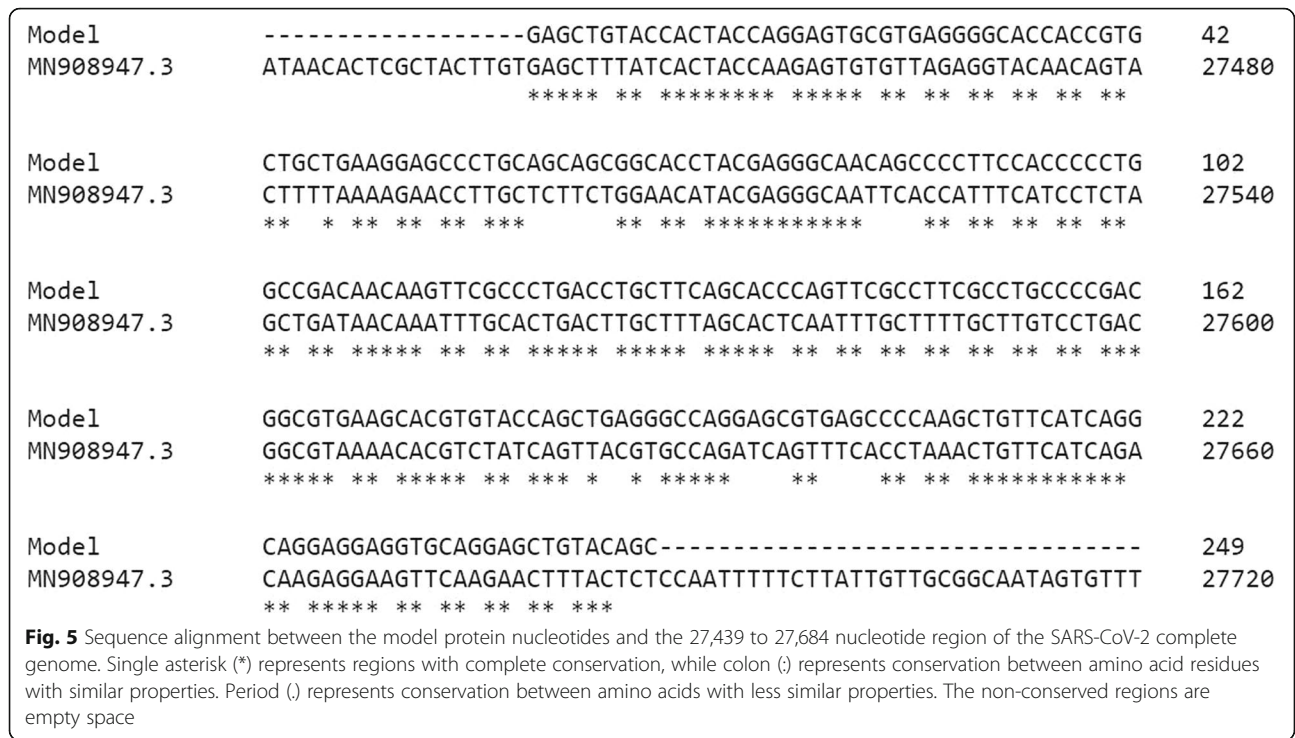 Model ------------------GAGCTGTACCACTACCAGGAGTGCGTGAGGGGCACCACCGTG 42
MN908947.3 ATAACACTCGCTACTTGTGAGCTTTATCACTACCAAGAGTGTGTTAGAGGTACAACAGTA 27480
***** ** ******** ***** ** ** ** ** ** **
Model CTGCTGAAGGAGCCCTGCAGCAGCGGCACCTACGAGGGCAACAGCCCCTTCCACCCCCTG 102
MN908947.3 CTTTTAAAAGAACCTTGCTCTTCTGGAACATACGAGGGCAATTCACCATTTCATCCTCTA 27540
** * ** ** ** *** ** ** *********** ** ** ** ** **
Model GCCGACAACAAGTTCGCCCTGACCTGCTTCAGCACCCAGTTCGCCTTCGCCTGCCCCGAC 162
MN908947.3 GCTGATAACAAATTTGCACTGACTTGCTTTAGCACTCAATTTGCTTTTGCTTGTCCTGAC 27600
** ** ***** ** ** ***** ***** ***** ** ** ** ** ** ** ** ***
Model GGCGTGAAGCACGTGTACCAGCTGAGGGCCAGGAGCGTGAGCCCCAAGCTGTTCATCAGG 222
MN908947.3 GGCGTAAAACACGTCTATCAGTTACGTGCCAGATCAGTTTCACCTAAACTGTTCATCAGA 27660
***** ** ***** ** *** * * ***** ** ** ** ***********
Model CAGGAGGAGGTGCAGGAGCTGTACAGC--------------------------------- 249
MN908947.3 CAAGAGGAAGTTCAAGAACTTTACTCTCCAATTTTTCTTATTGTTGCGGCAATAGTGTTT 27720
** ***** ** ** ** ** ***
Fig. 5 Sequence alignment between the model protein nucleotides and the 27,439 to 27,684 nucleotide region of the SARS-CoV-2 complete
genome. Single asterisk (*) represents regions with complete conservation, while colon (:) represents conservation between amino acid residues
with similar properties. Period (.) represents conservation between amino acids with less similar properties. The non-conserved regions are
empty space